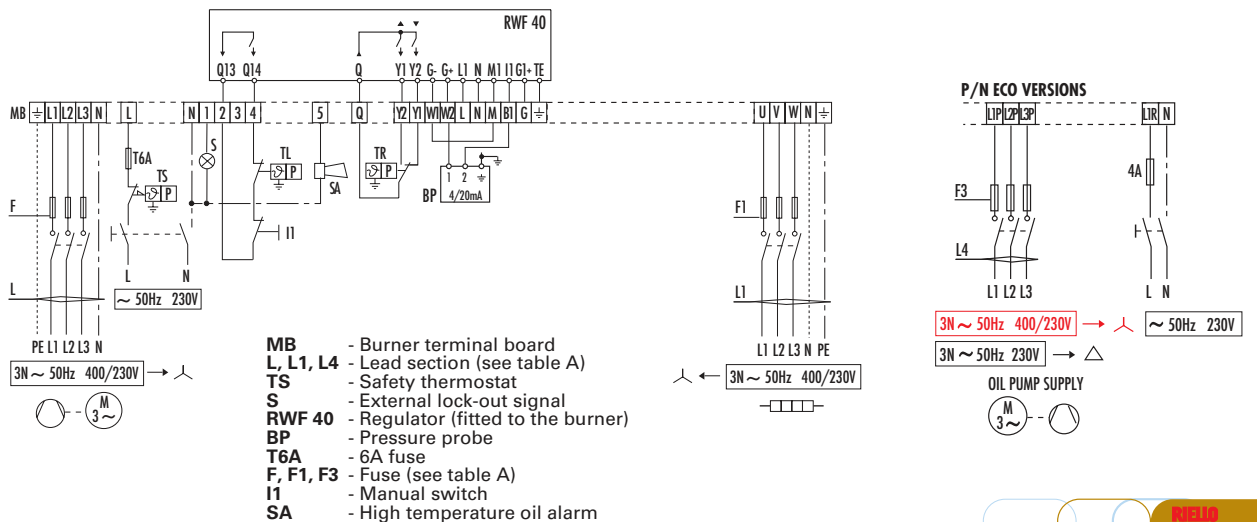 RWF 40
Q13 Q14 Q Y1 Y2 G- G+ L1 N M1 I1 G1+ TE
MB L1 L2 L3 N L N 1 2 3 4 5 Q Y2 Y1 W1 W2 L N M B1 G U V W N
T6A
TS
ϑ P
S
TL
ϑ P
SA
TR
ϑ P
1 2
BP 4/20mA
F
I1
L N
L
~ 50Hz 230V
PE L1 L2 L3 N
3N ~ 50Hz 400/230V
M
3~
F1
L1
L1 L2 L3 N PE
3N ~ 50Hz 400/230V
P/N ECO VERSIONS
L1P L2P L3P L1R N
4A
F3
L4
L1 L2 L3 L N
3N ~ 50Hz 400/230V ~ 50Hz 230V
3N ~ 50Hz 230V
OIL PUMP SUPPLY
M
3~
MB - Burner terminal board
L, L1, L4 - Lead section (see table A)
TS - Safety thermostat
S - External lock-out signal
RWF 40 - Regulator (fitted to the burner)
BP - Pressure probe
T6A - 6A fuse
F, F1, F3 - Fuse (see table A)
I1 - Manual switch
SA - High temperature oil alarm
RIELLO